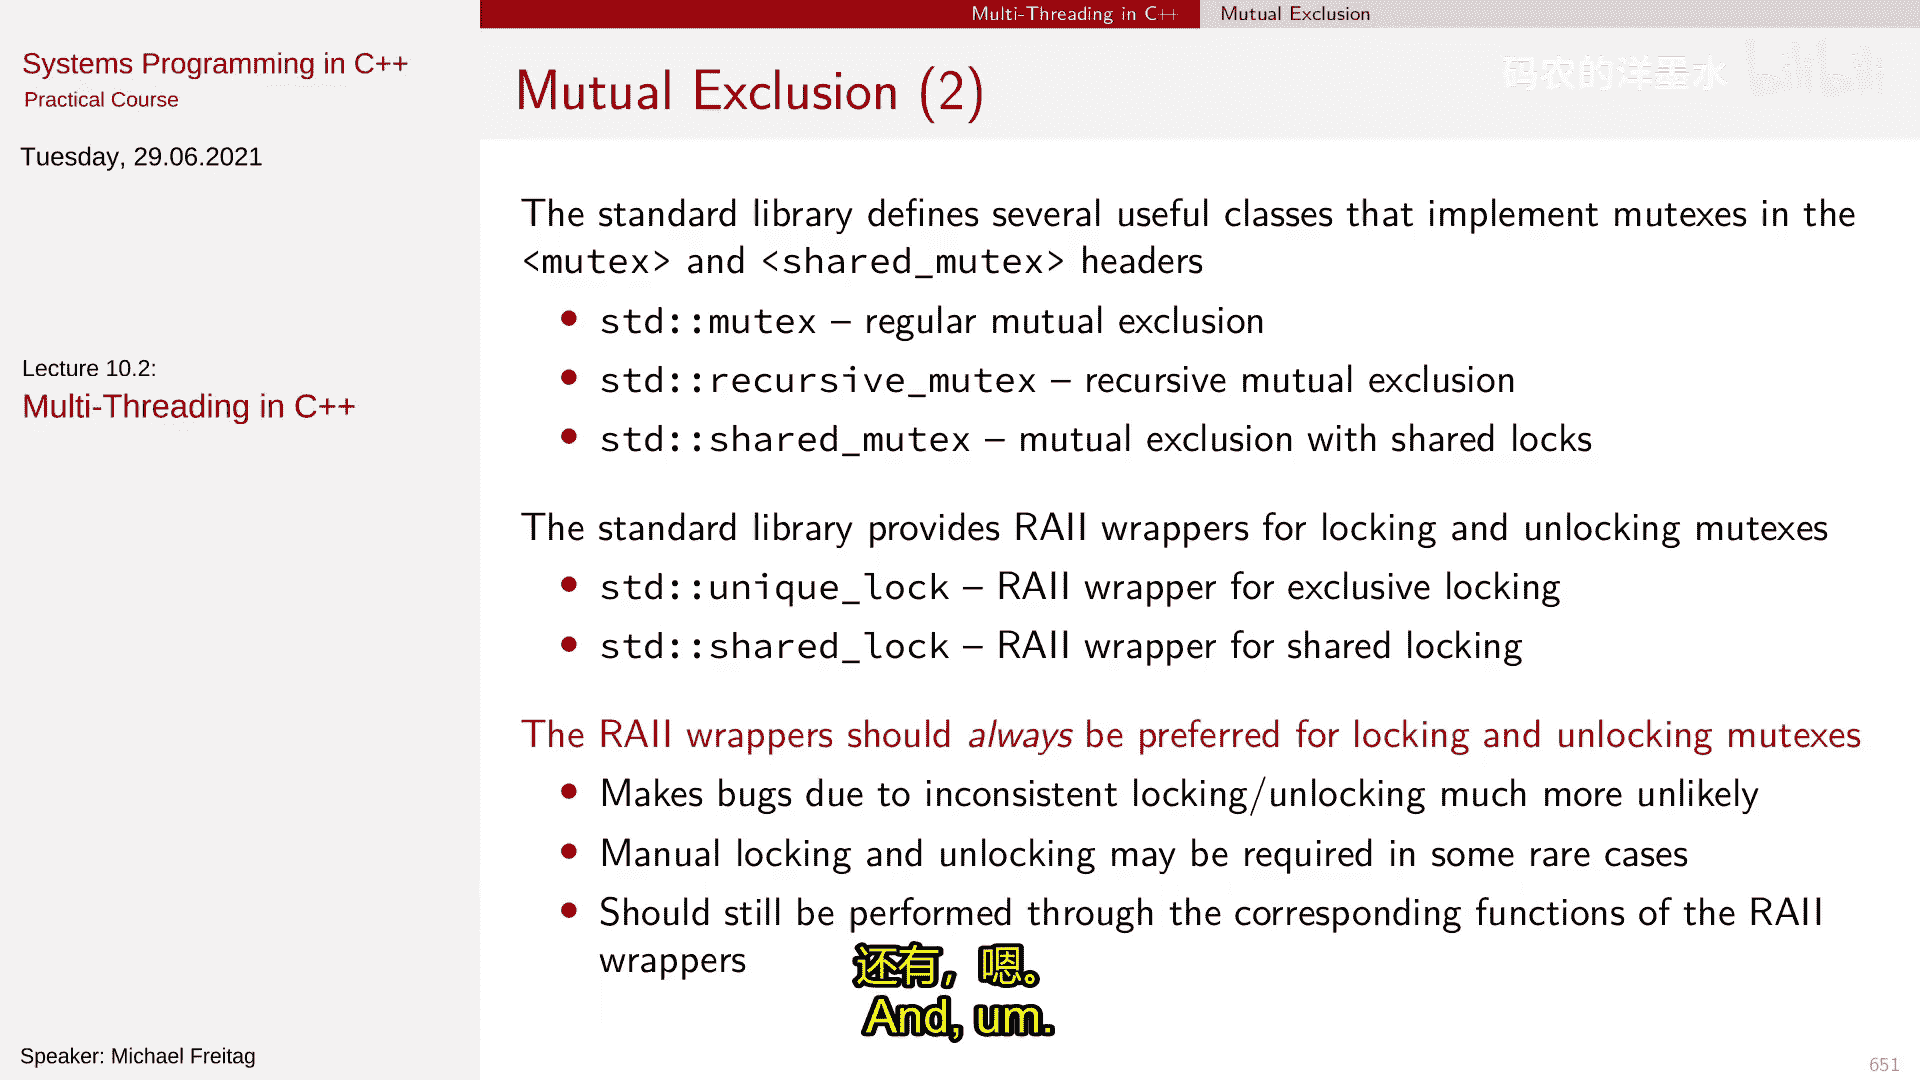 Multi-Threading in C++
Mutual Exclusion
Systems Programming in C++
Practical Course
Tuesday, 29.06.2021
Lecture 10.2:
Multi-Threading in C++
Speaker: Michael Freitag
Mutual Exclusion (2)
码农的洋墨水 bilibili
The standard library defines several useful classes that implement mutexes in the
<mutex> and <shared_mutex> headers
• std::mutex – regular mutual exclusion
• std::recursive_mutex – recursive mutual exclusion
• std::shared_mutex – mutual exclusion with shared locks
The standard library provides RAII wrappers for locking and unlocking mutexes
• std::unique_lock – RAII wrapper for exclusive locking
• std::shared_lock – RAII wrapper for shared locking
The RAII wrappers should always be preferred for locking and unlocking mutexes
• Makes bugs due to inconsistent locking/unlocking much more unlikely
• Manual locking and unlocking may be required in some rare cases
• Should still be performed through the corresponding functions of the RAII
wrappers
还有，嗯。
And, um.
651